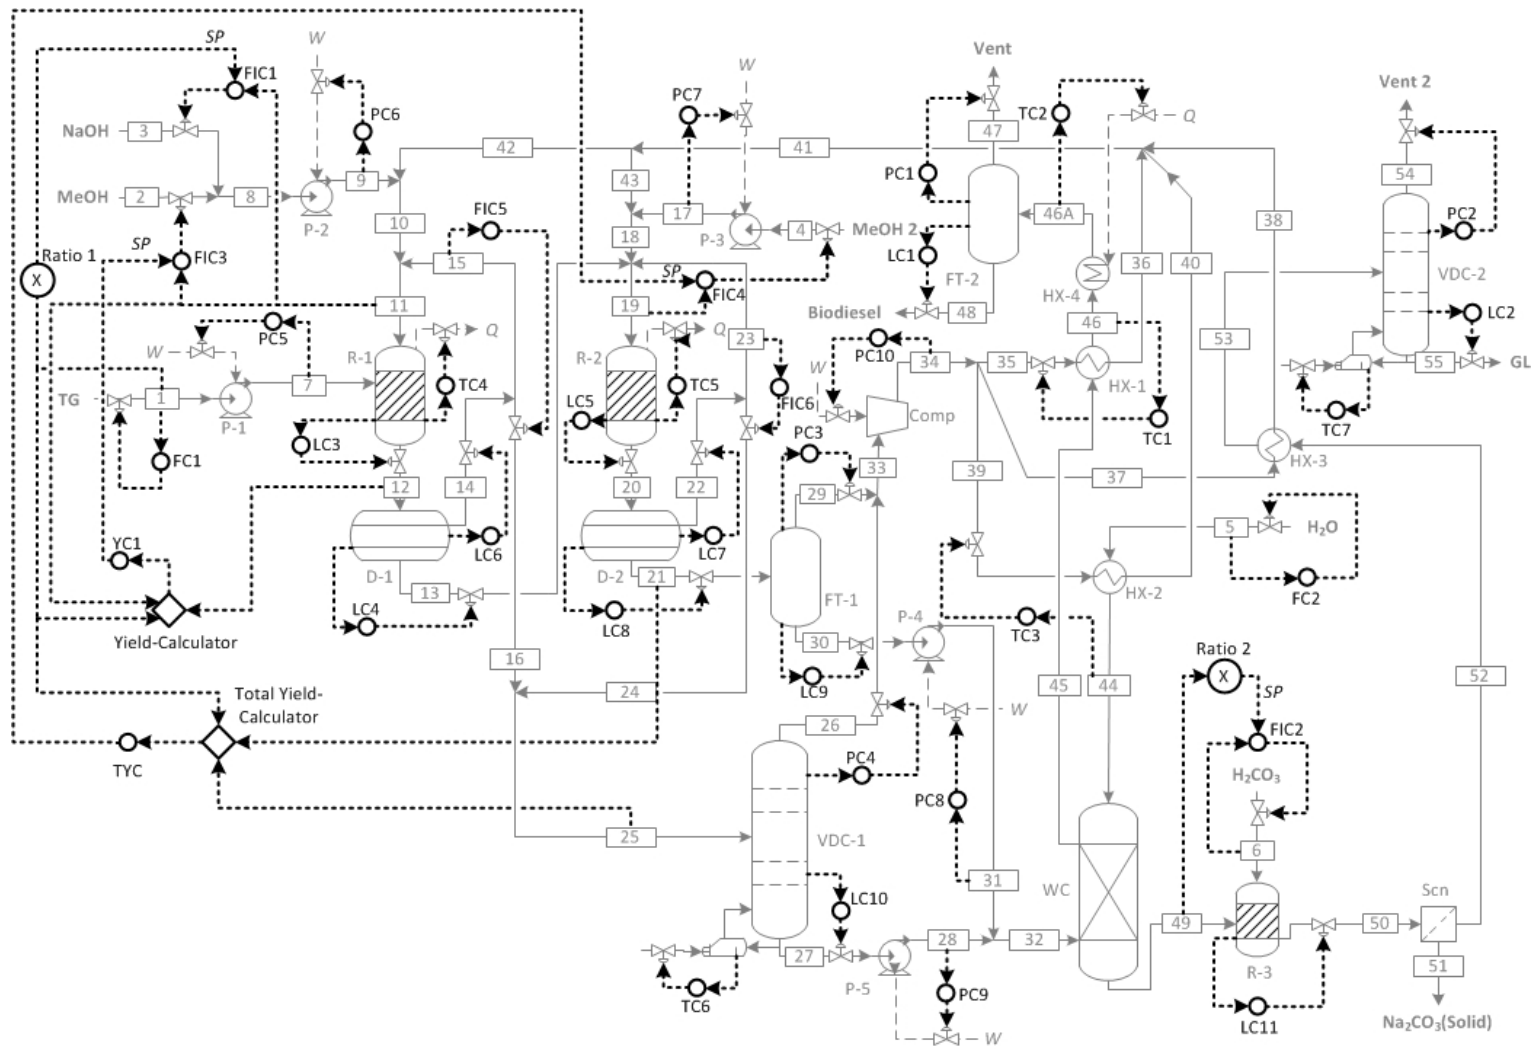 SP
W
FIC1
PC6
NaOH
3
MeOH
2
8
9
P-2
42
10
SP
FIC3
Ratio 1
X
FIC5
15
11
PC5
W
7
TG
1
P-1
FC1
R-1
Q
TC4
LC3
12
14
YC1
LC6
D-1
13
LC4
Yield-Calculator
Total Yield-
Calculator
TYC
16
24
25
W
PC7
41
43
17
P-3
4
MeOH 2
18
SP
FIC4
19
R-2
Q
23
FIC6
TC5
LC5
20
22
LC7
D-2
21
LC8
Vent
47
PC1
TC2
Q
46A
LC1
FT-2
HX-4
Biodiesel
48
46
36
40
PC10
W
34
35
HX-1
Comp
TC1
PC3
33
39
37
29
FT-1
30
LC9
P-4
TC3
HX-2
5
H₂O
FC2
Vent 2
54
PC2
VDC-2
LC2
38
53
55
GL
TC7
HX-3
52
26
PC4
W
PC8
31
45
44
VDC-1
LC10
27
P-5
28
32
TC6
PC9
W
WC
Ratio 2
X
SP
FIC2
H₂CO₃
6
49
R-3
LC11
50
Scn
51
Na₂CO₃(Solid)